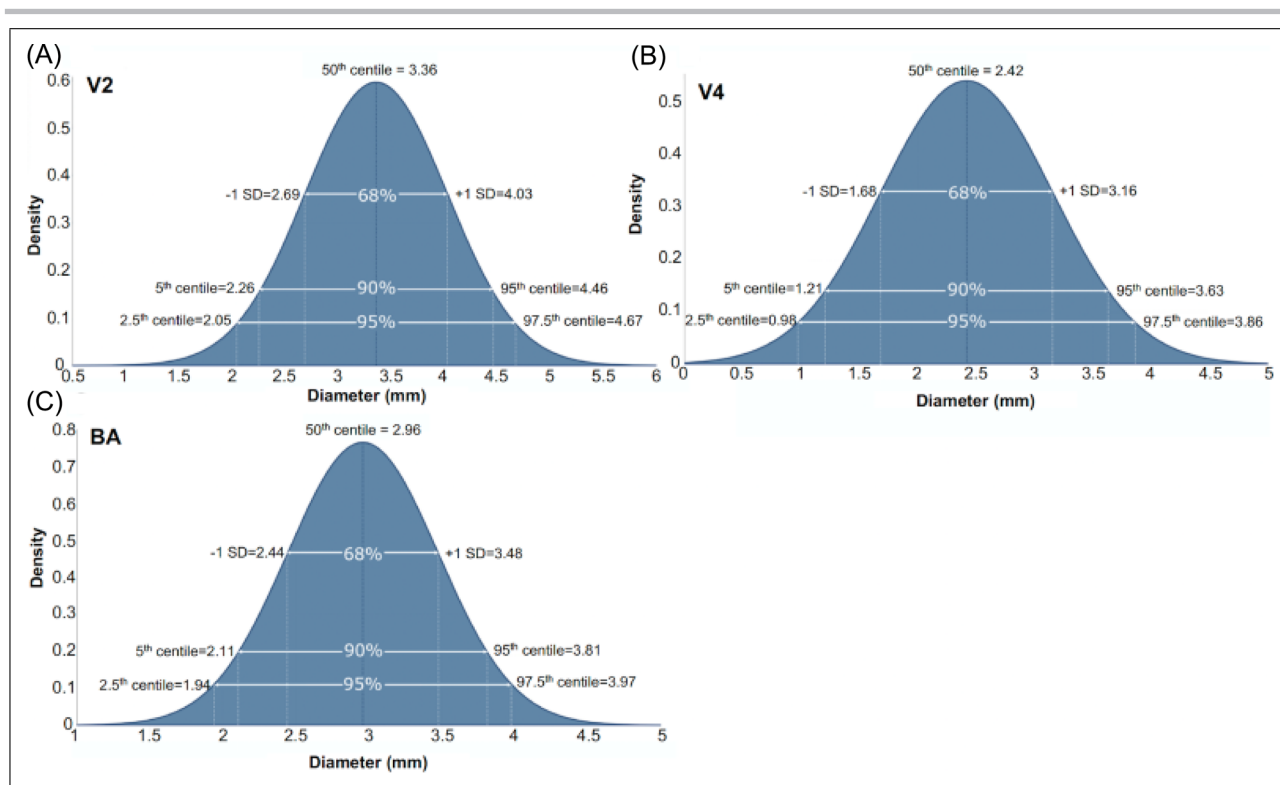 (A)
V2
50th centile = 3.36
0.6
0.5
0.4
0.3
0.2
0.1
0
Density
-1 SD=2.69
68%
+1 SD=4.03
5th centile=2.26
90%
95th centile=4.46
2.5th centile=2.05
95%
97.5th centile=4.67
0.5 1 1.5 2 2.5 3 3.5 4 4.5 5 5.5 6
Diameter (mm)
(B)
V4
50th centile = 2.42
0.5
0.4
0.3
0.2
0.1
0
Density
-1 SD=1.68
68%
+1 SD=3.16
5th centile=1.21
90%
95th centile=3.63
2.5th centile=0.98
95%
97.5th centile=3.86
0 0.5 1 1.5 2 2.5 3 3.5 4 4.5 5
Diameter (mm)
(C)
BA
50th centile = 2.96
0.8
0.7
0.6
0.5
0.4
0.3
0.2
0.1
0
Density
-1 SD=2.44
68%
+1 SD=3.48
5th centile=2.11
90%
95th centile=3.81
2.5th centile=1.94
95%
97.5th centile=3.97
1 1.5 2 2.5 3 3.5 4 4.5 5
Diameter (mm)